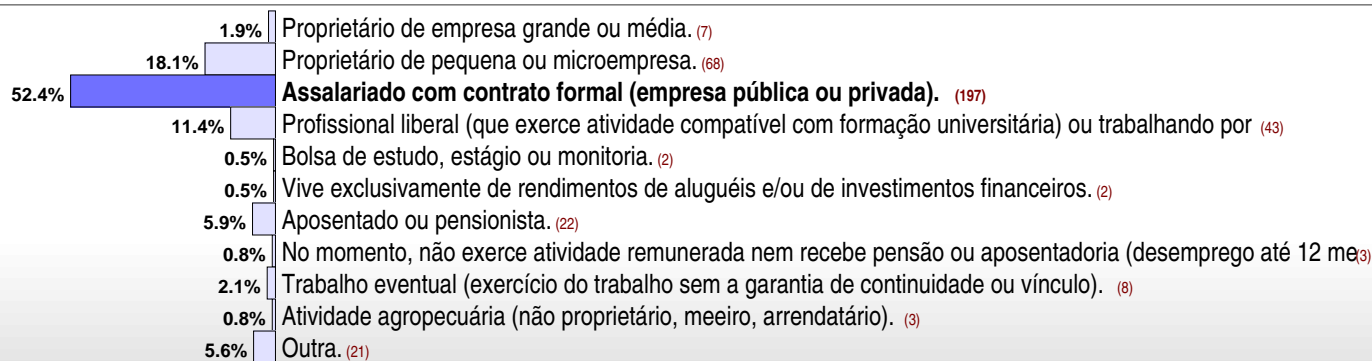 1.9% Proprietário de empresa grande ou média. (7)
18.1% Proprietário de pequena ou microempresa. (68)
52.4% Assalariado com contrato formal (empresa pública ou privada). (197)
11.4% Profissional liberal (que exerce atividade compatível com formação universitária) ou trabalhando por (43)
0.5% Bolsa de estudo, estágio ou monitoria. (2)
0.5% Vive exclusivamente de rendimentos de aluguéis e/ou de investimentos financeiros. (2)
5.9% Aposentado ou pensionista. (22)
0.8% No momento, não exerce atividade remunerada nem recebe pensão ou aposentadoria (desemprego até 12 me (3)
2.1% Trabalho eventual (exercício do trabalho sem a garantia de continuidade ou vínculo). (8)
0.8% Atividade agropecuária (não proprietário, meeiro, arrendatário). (3)
5.6% Outra. (21)